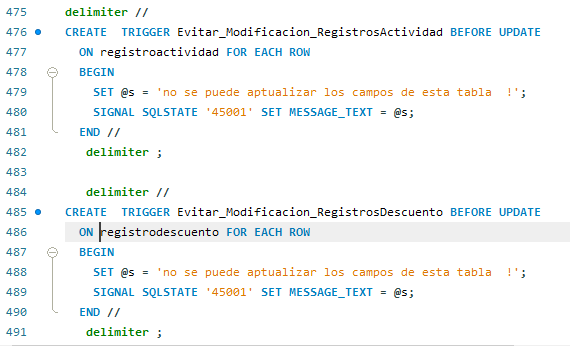 475 delimiter //
476 CREATE  TRIGGER Evitar_Modificacion_RegistrosActividad BEFORE UPDATE
477 ON registroactividad FOR EACH ROW
478 BEGIN
479 SET @s = 'no se puede aptualizar los campos de esta tabla  !';
480 SIGNAL SQLSTATE '45001' SET MESSAGE_TEXT = @s;
481 END //
482 delimiter ;
483
484 delimiter //
485 CREATE  TRIGGER Evitar_Modificacion_RegistrosDescuento BEFORE UPDATE
486 ON registrodescuento FOR EACH ROW
487 BEGIN
488 SET @s = 'no se puede aptualizar los campos de esta tabla  !';
489 SIGNAL SQLSTATE '45001' SET MESSAGE_TEXT = @s;
490 END //
491 delimiter ;